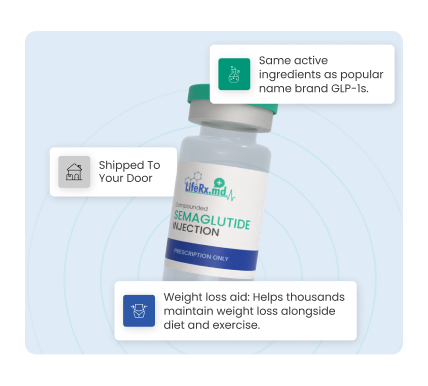 Same active
ingredients as popular
name brand GLP-1s.
Shipped To
Your Door
LifeRx.md
Compounded
SEMAGLUTIDE
INJECTION
PRESCRIPTION ONLY
Weight loss aid: Helps thousands
maintain weight loss alongside
diet and exercise.